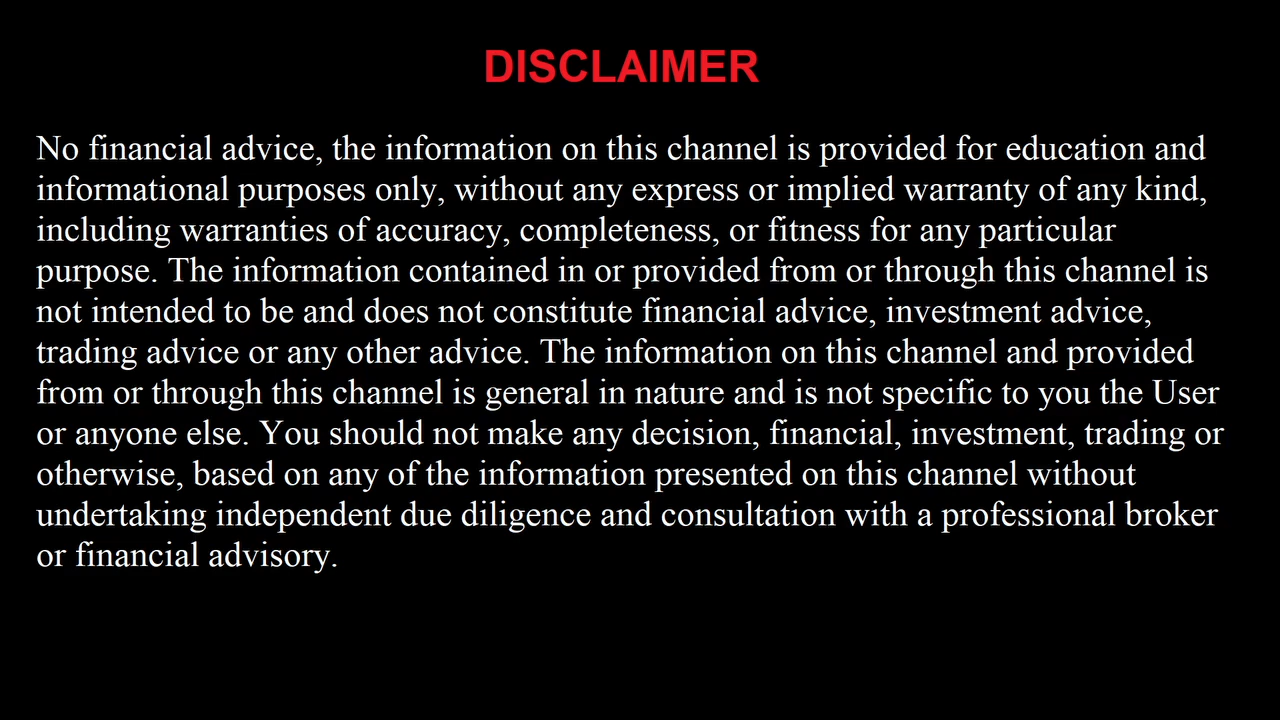 DISCLAIMER
No financial advice, the information on this channel is provided for education and
informational purposes only, without any express or implied warranty of any kind,
including warranties of accuracy, completeness, or fitness for any particular
purpose. The information contained in or provided from or through this channel is
not intended to be and does not constitute financial advice, investment advice,
trading advice or any other advice. The information on this channel and provided
from or through this channel is general in nature and is not specific to you the User
or anyone else. You should not make any decision, financial, investment, trading or
otherwise, based on any of the information presented on this channel without
undertaking independent due diligence and consultation with a professional broker
or financial advisory.